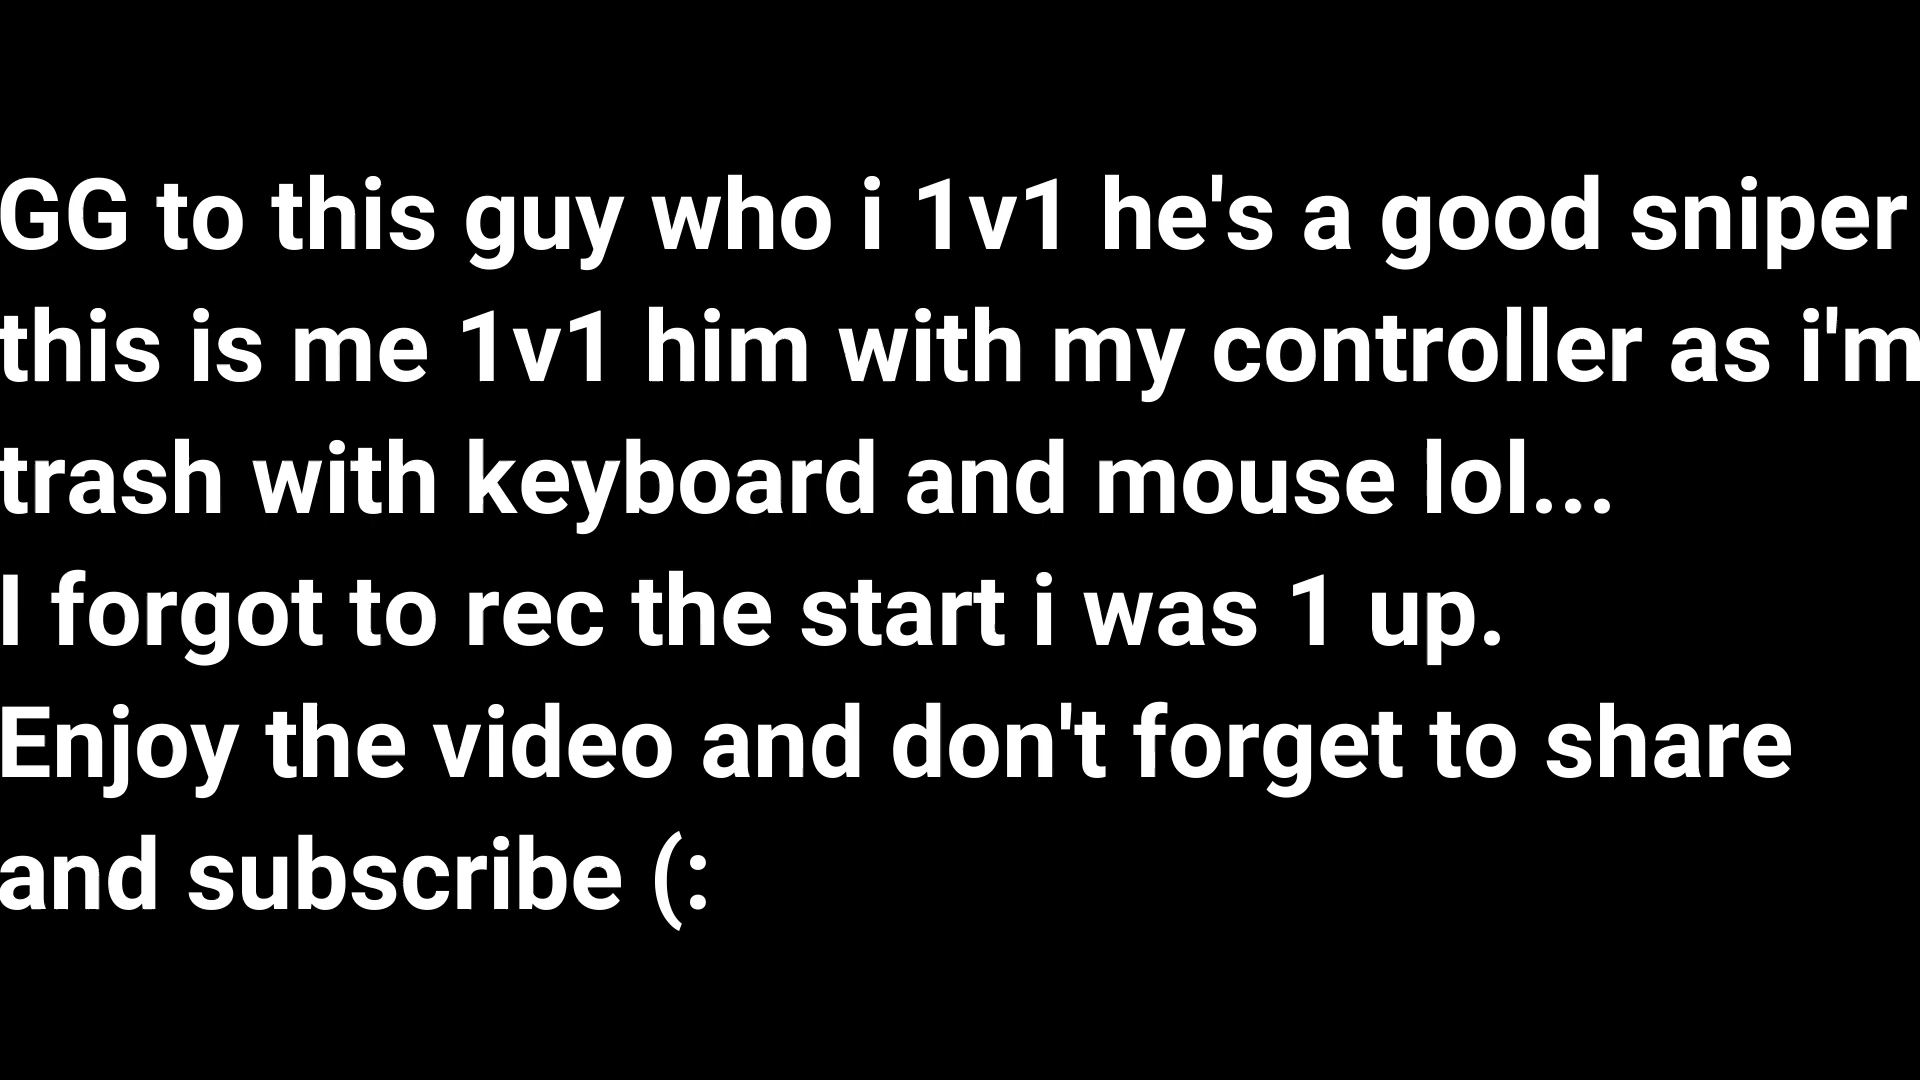 GG to this guy who i 1v1 he's a good sniper
this is me 1v1 him with my controller as i'm
trash with keyboard and mouse lol...
I forgot to rec the start i was 1 up.
Enjoy the video and don't forget to share
and subscribe (: